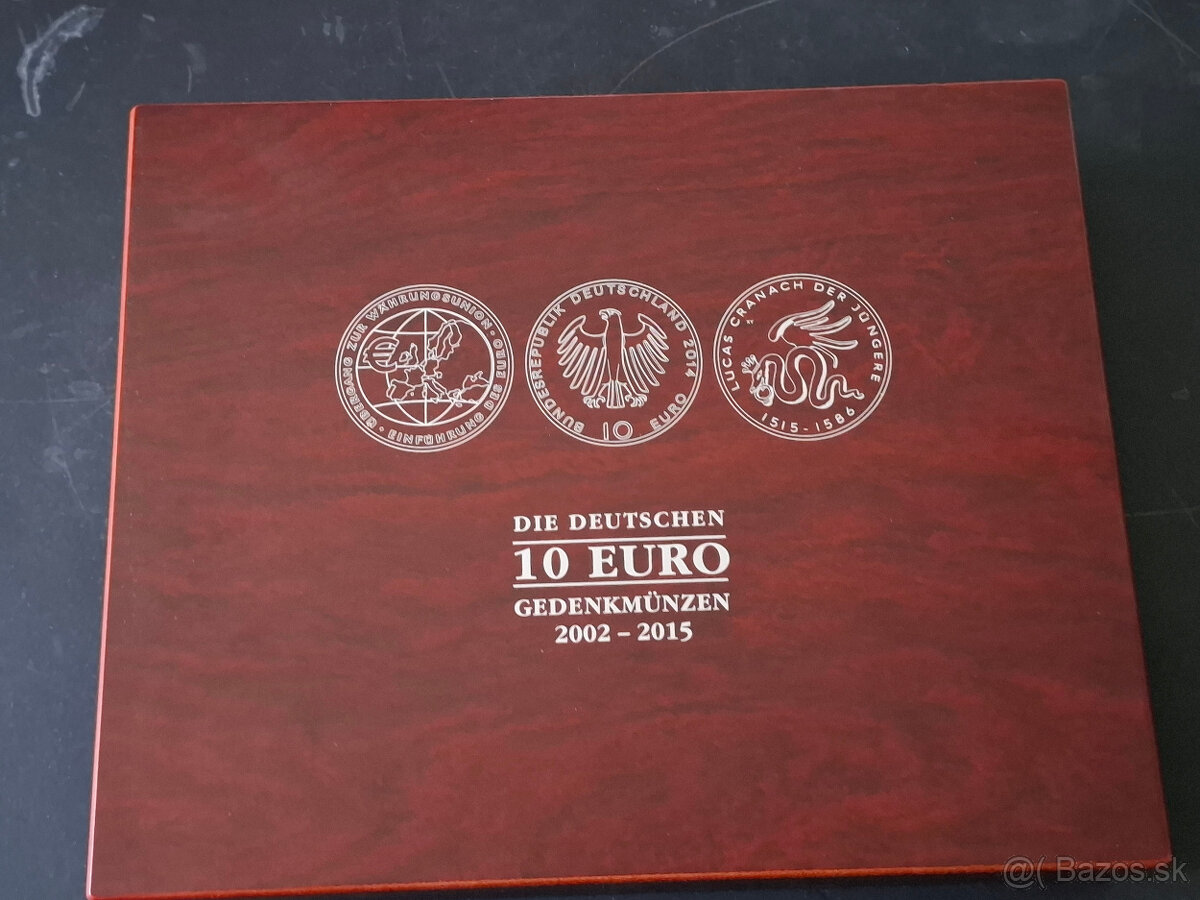 ÜBERGANG ZUR WÄHRUNGSUNION · EINFÜHRUNG DES EURO ·
BUNDESREPUBLIK DEUTSCHLAND 2014
10 EURO
LUCAS CRANACH DER JÜNGERE
1515 - 1586
DIE DEUTSCHEN
10 EURO
GEDENKMÜNZEN
2002 – 2015
@( Bazos.sk